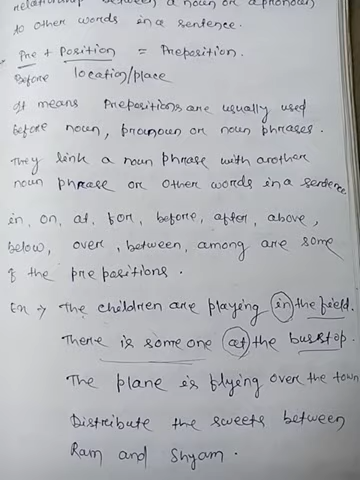 relationship between a noun or a pronoun
to other words in a sentence.
Pre + Position = Preposition.
Before location/place
It means Prepositions are usually used
before noun, pronoun or noun phrases.
They link a noun phrase with another
noun phrase or other words in a sentence
in, on, at, for, before, after, above,
below, over, between, among are some
of the prepositions.
Ex → The children are playing in the field.
There is some one at the bus stop.
The plane is flying over the town
Distribute the sweets between
Ram and Shyam.